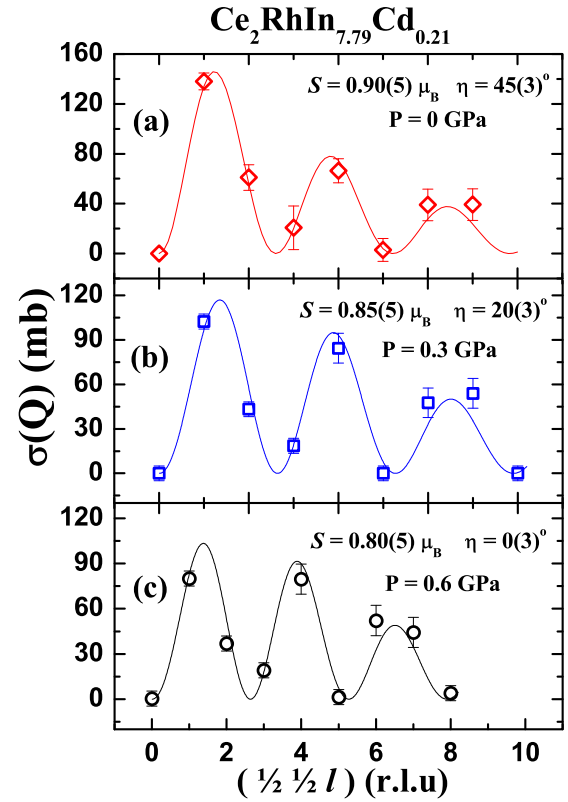 Ce₂RhIn₇.₇₉Cd₀.₂₁
160
120
80
40
0
(a)
S = 0.90(5) μB η = 45(3)°
P = 0 GPa
120
90
60
30
0
(b)
S = 0.85(5) μB η = 20(3)°
P = 0.3 GPa
σ(Q) (mb)
120
90
60
30
0
(c)
S = 0.80(5) μB η = 0(3)°
P = 0.6 GPa
0 2 4 6 8 10
( ½ ½ l ) (r.l.u)